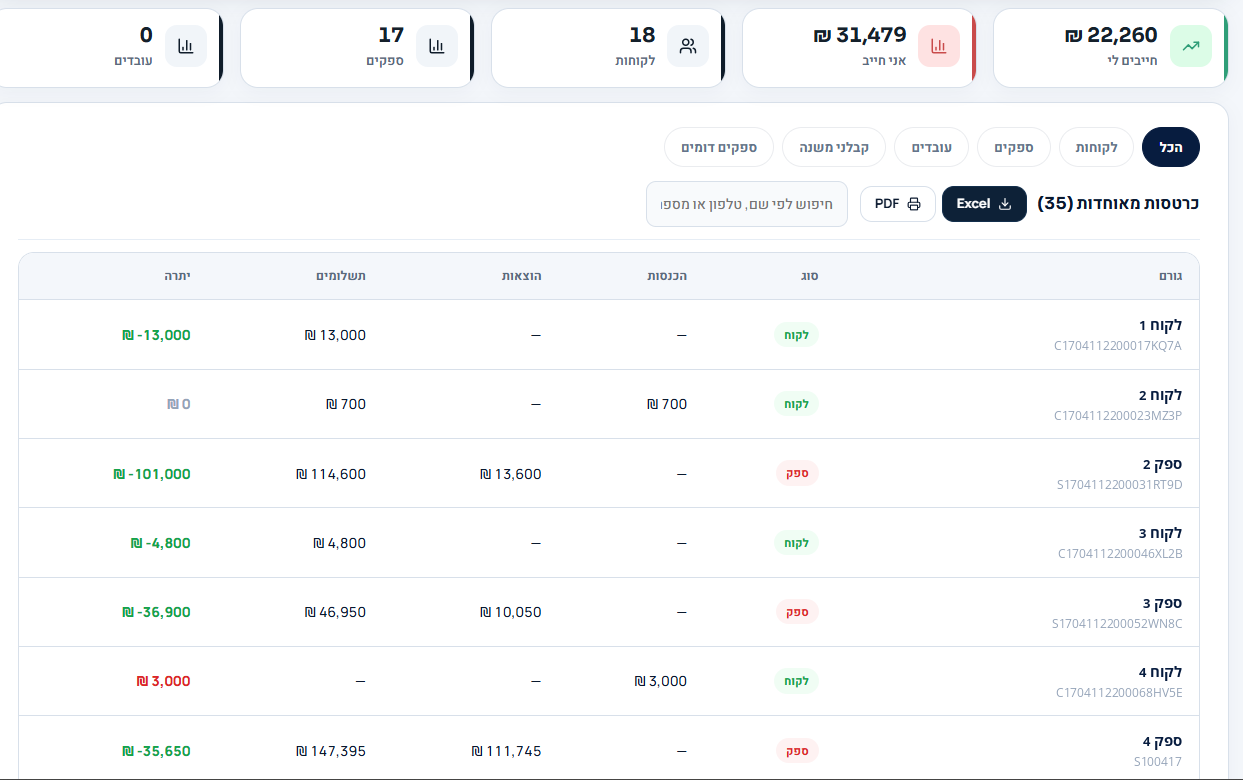 22,260 ₪
חייבים לי
31,479 ₪
אני חייב
18
לקוחות
17
ספקים
0
עובדים
הכל
לקוחות
ספקים
עובדים
קבלני משנה
ספקים דומים
כרטסות מאוחדות (35)
Excel
PDF
חיפוש לפי שם, טלפון או מספו
גורם סוג הכנסות הוצאות תשלומים יתרה
לקוח 1 לקוח — — 13,000 ₪ -13,000 ₪
C1704112200017KQ7A
לקוח 2 לקוח 700 ₪ — 700 ₪ 0 ₪
C1704112200023MZ3P
ספק 2 ספק — 13,600 ₪ 114,600 ₪ -101,000 ₪
S1704112200031RT9D
לקוח 3 לקוח — — 4,800 ₪ -4,800 ₪
C1704112200046XL2B
ספק 3 ספק — 10,050 ₪ 46,950 ₪ -36,900 ₪
S1704112200052WN8C
לקוח 4 לקוח 3,000 ₪ — — 3,000 ₪
C1704112200068HV5E
ספק 4 ספק — 111,745 ₪ 147,395 ₪ -35,650 ₪
S100417